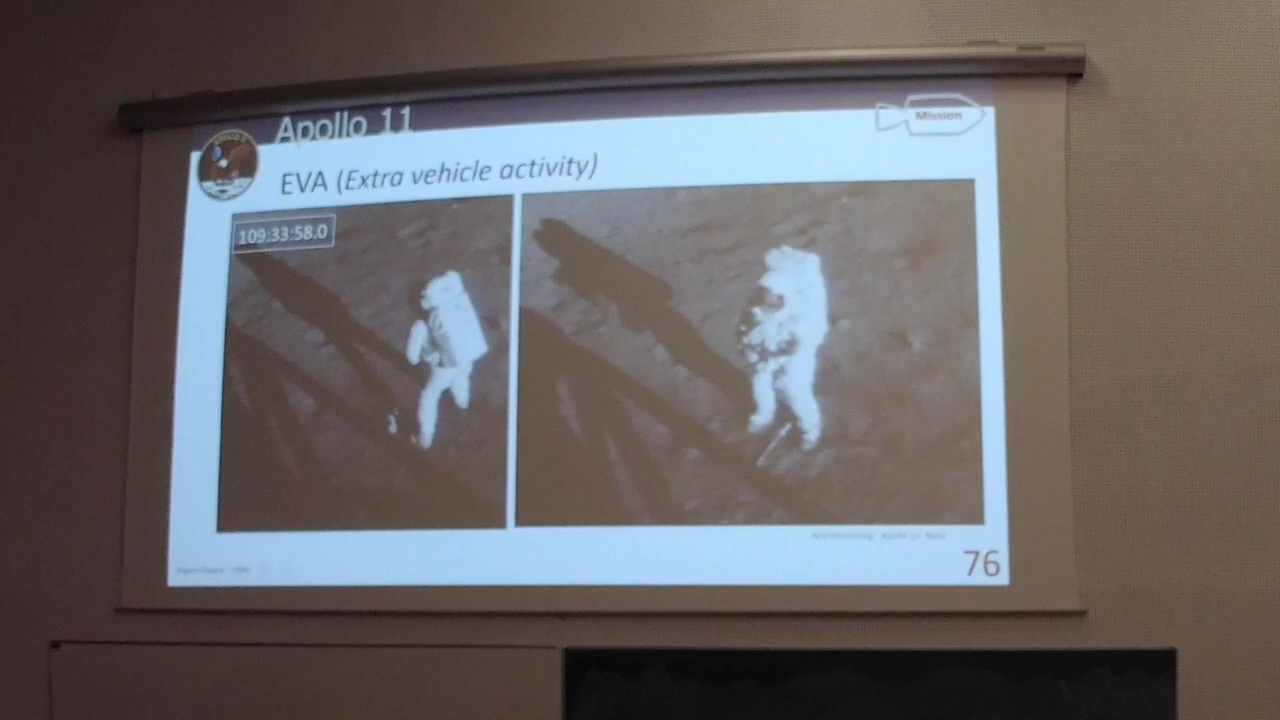 Apollo 11
Mission
EVA (Extra vehicle activity)
109:33:58.0
76